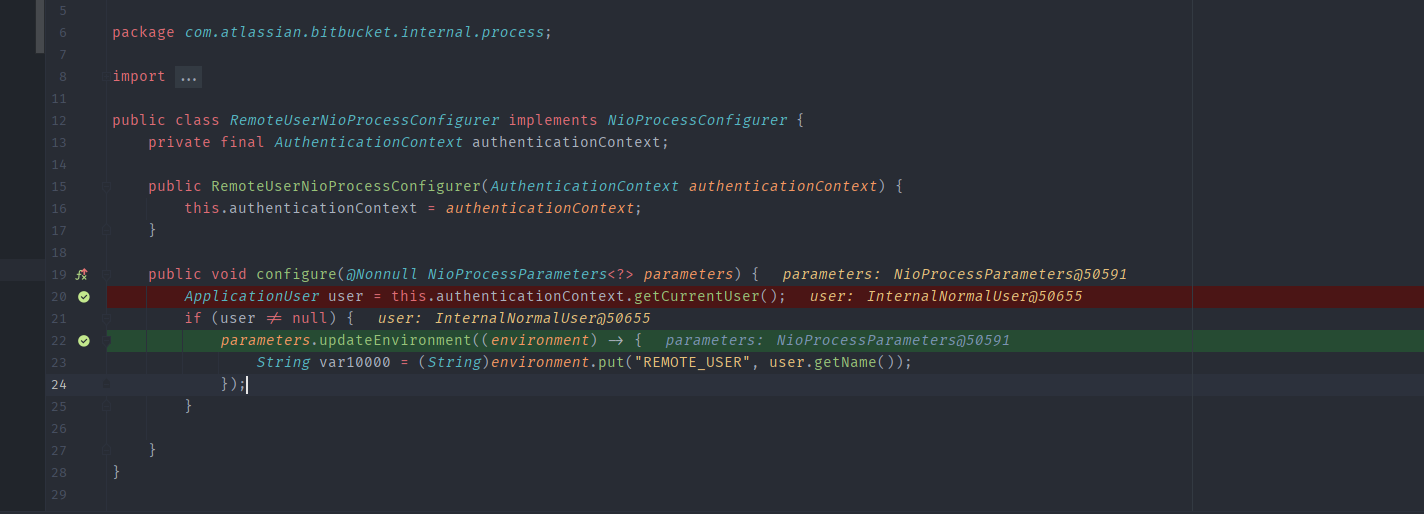 5
6 package com.atlassian.bitbucket.internal.process;
7
8 import ...
11
12 public class RemoteUserNioProcessConfigurer implements NioProcessConfigurer {
13     private final AuthenticationContext authenticationContext;
14
15     public RemoteUserNioProcessConfigurer(AuthenticationContext authenticationContext) {
16         this.authenticationContext = authenticationContext;
17     }
18
19     public void configure(@Nonnull NioProcessParameters<?> parameters) {   parameters: NioProcessParameters@50591
20         ApplicationUser user = this.authenticationContext.getCurrentUser();   user: InternalNormalUser@50655
21         if (user ≠ null) {   user: InternalNormalUser@50655
22             parameters.updateEnvironment((environment) → {   parameters: NioProcessParameters@50591
23                 String var10000 = (String)environment.put("REMOTE_USER", user.getName());
24             });
25         }
26
27     }
28 }
29